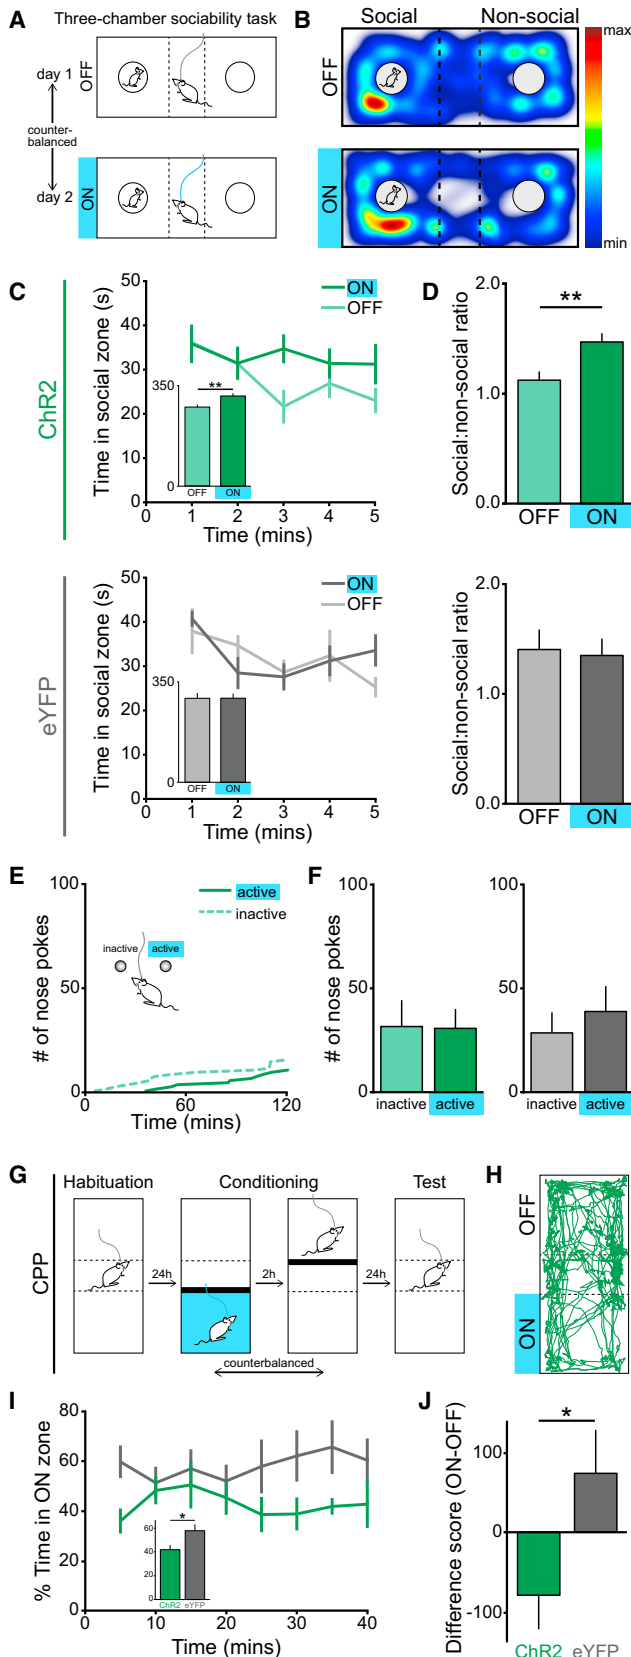 A
Three-chamber sociability task
day 1
OFF
counter-
balanced
day 2
ON
B
Social
Non-social
OFF
ON
max
min
C
ChR2
Time in social zone (s)
50
40
30
20
10
0
ON
OFF
350
0
**
OFF
ON
0
1
2
3
4
5
Time (mins)
D
Social:non-social ratio
2.0
1.0
0.0
**
OFF
ON
eYFP
Time in social zone (s)
50
40
30
20
10
0
ON
OFF
350
0
OFF
ON
0
1
2
3
4
5
Time (mins)
Social:non-social ratio
2.0
1.0
0.0
OFF
ON
E
# of nose pokes
100
50
0
active
inactive
inactive
active
0
60
120
Time (mins)
F
# of nose pokes
100
50
0
inactive
active
100
50
0
inactive
active
G
CPP
Habituation
Conditioning
Test
24h
2h
24h
counterbalanced
H
OFF
ON
I
% Time in ON zone
80
60
40
20
0
60
40
20
0
*
ChR2
eYFP
0
10
20
30
40
Time (mins)
J
Difference score (ON-OFF)
100
0
-100
*
ChR2
eYFP